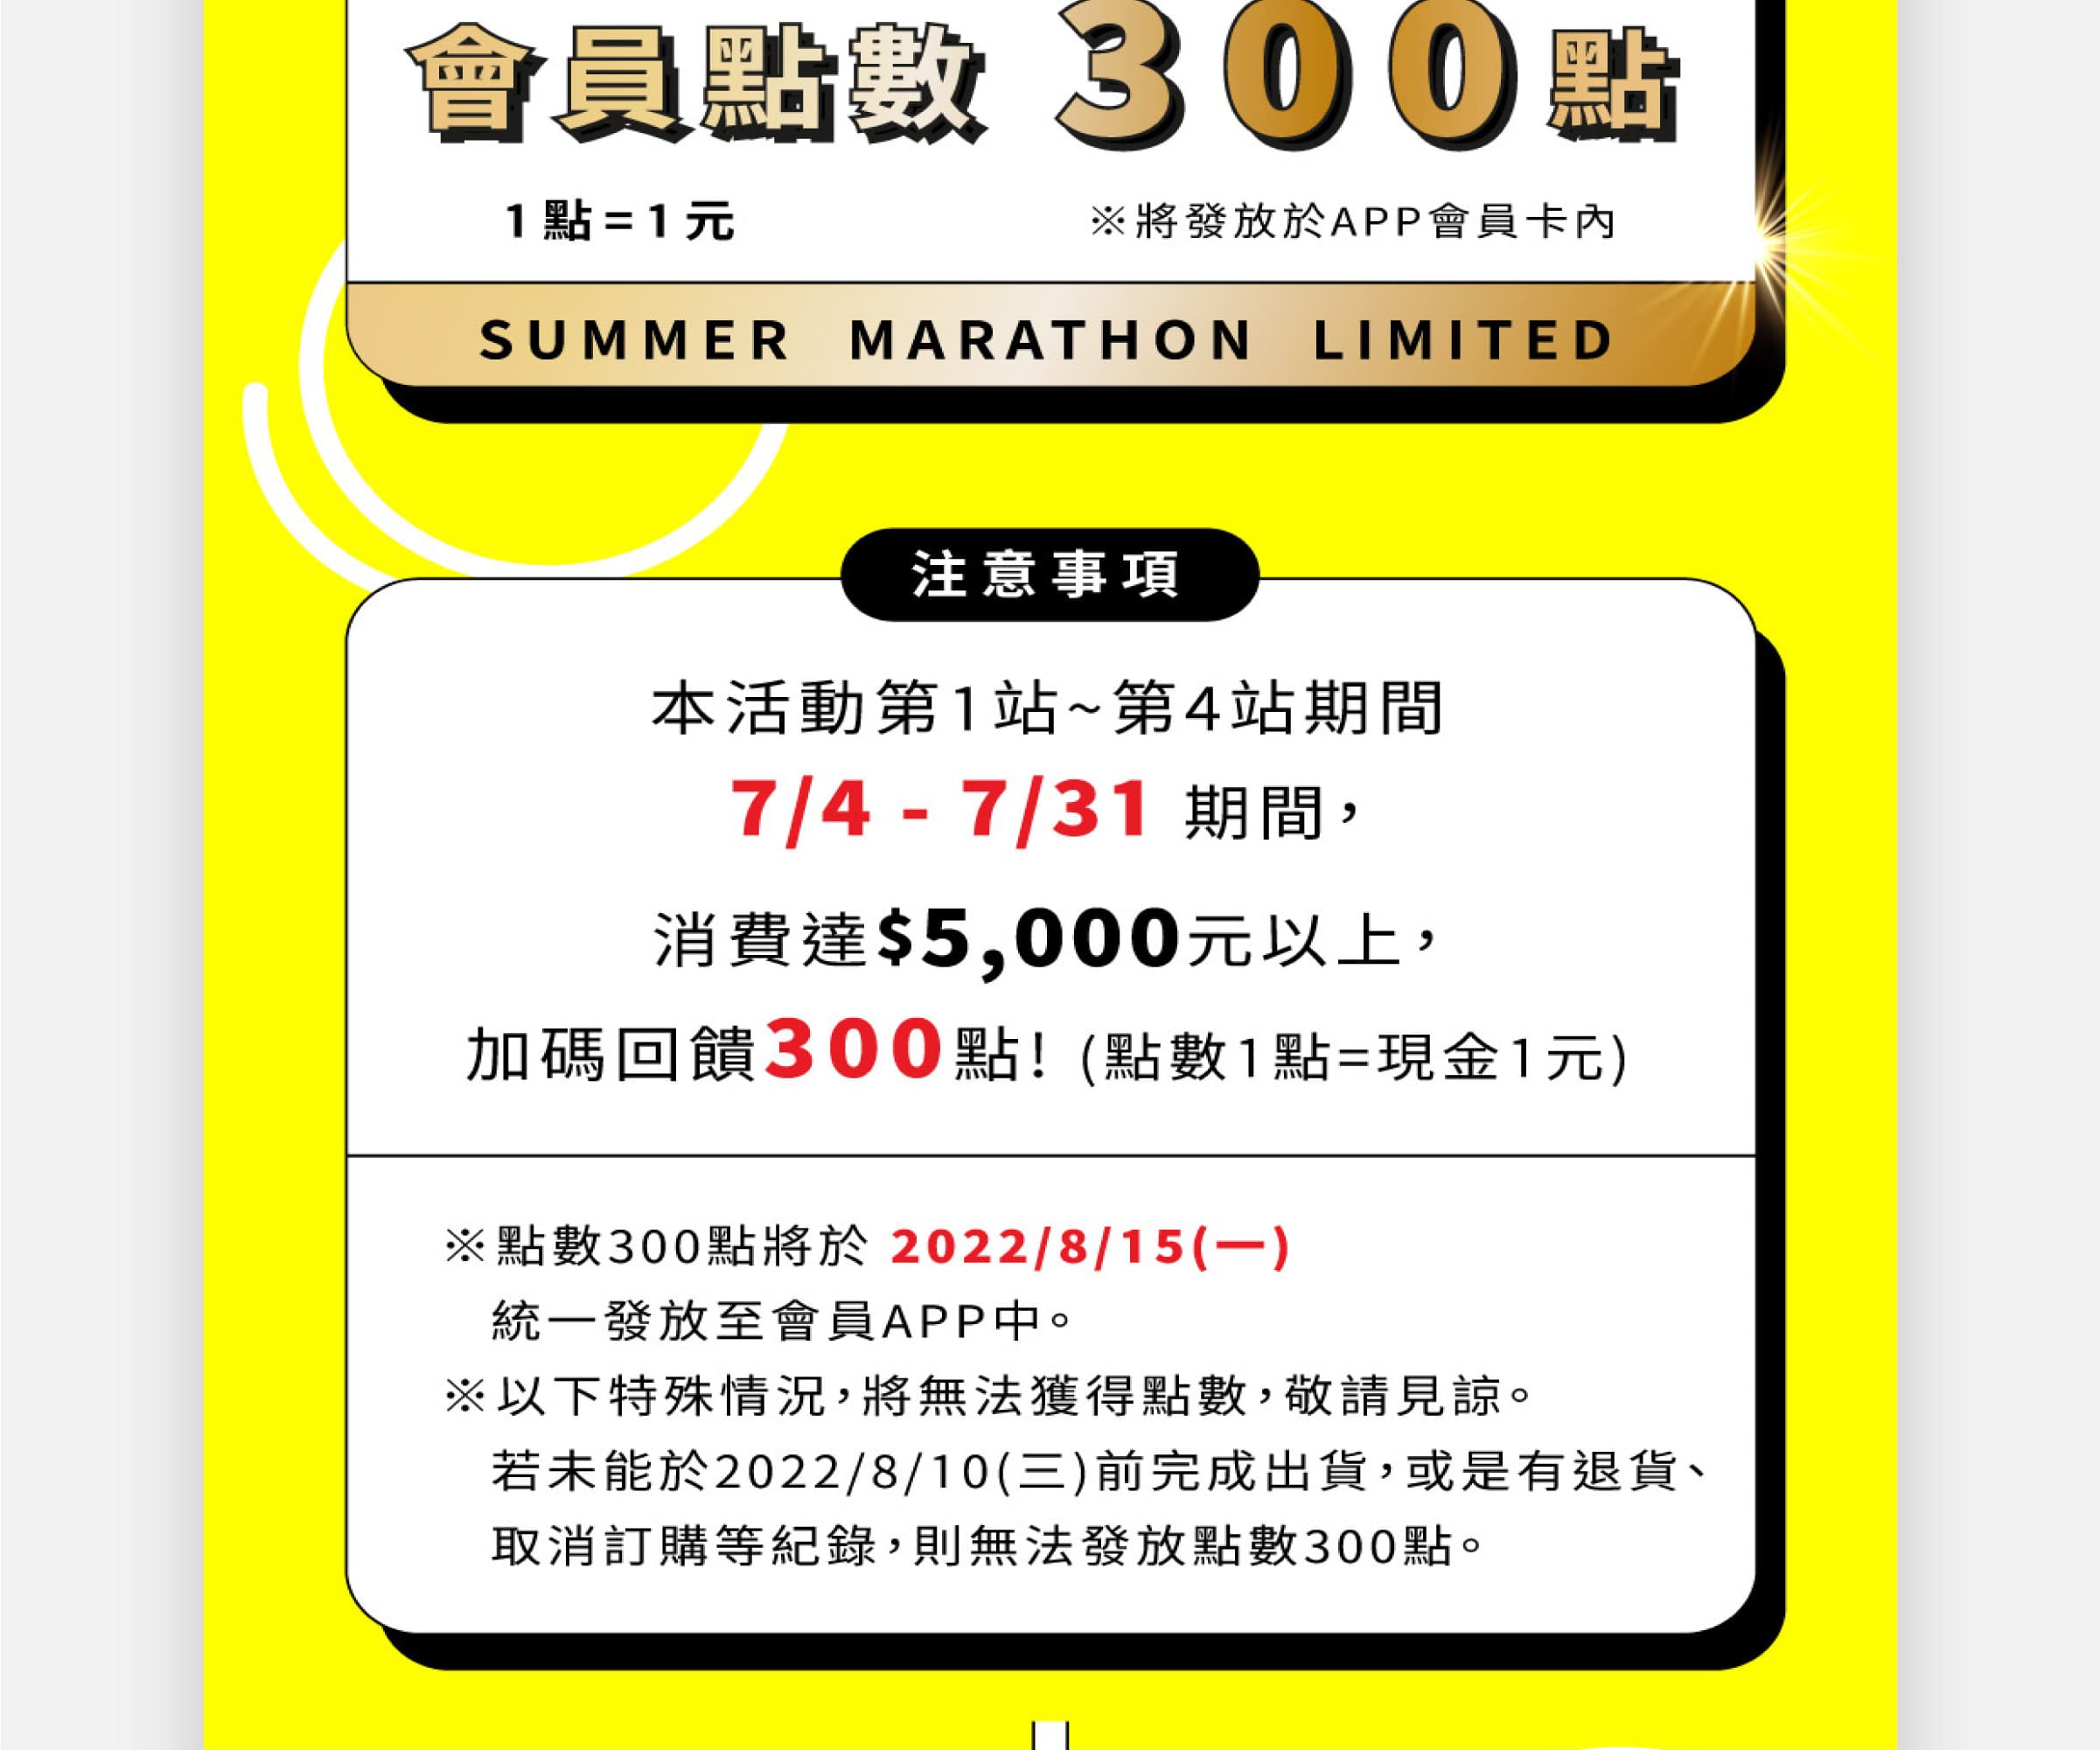 會員點數 300點
1點=1元 ※將發放於APP會員卡內
SUMMER MARATHON LIMITED
注意事項
本活動第1站~第4站期間
7/4 - 7/31 期間，
消費達$5,000元以上，
加碼回饋300點! (點數1點=現金1元)
※點數300點將於 2022/8/15(一)
統一發放至會員APP中。
※以下特殊情況，將無法獲得點數，敬請見諒。
若未能於2022/8/10(三)前完成出貨，或是有退貨、
取消訂購等紀錄，則無法發放點數300點。